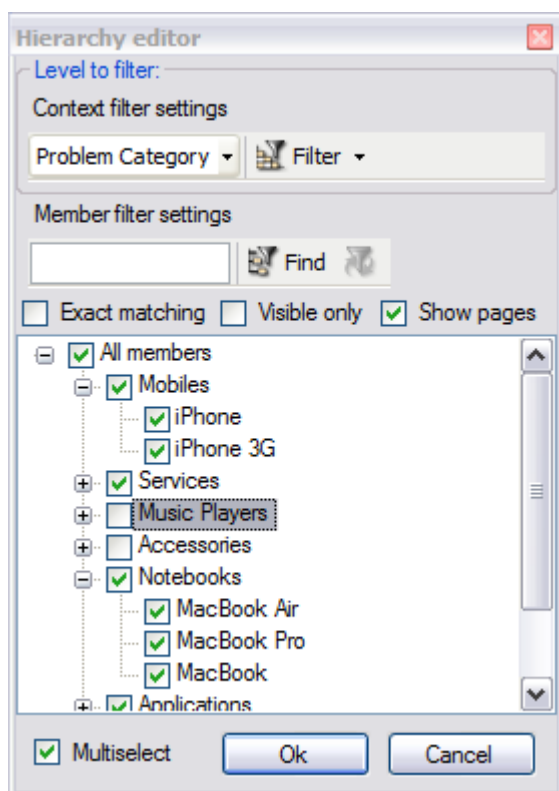 Hierarchy editor
Level to filter:
Context filter settings
Problem Category Filter
Member filter settings
Find
Exact matching Visible only Show pages
All members
Mobiles
iPhone
iPhone 3G
Services
Music Players
Accessories
Notebooks
MacBook Air
MacBook Pro
MacBook
Applications
Multiselect Ok Cancel